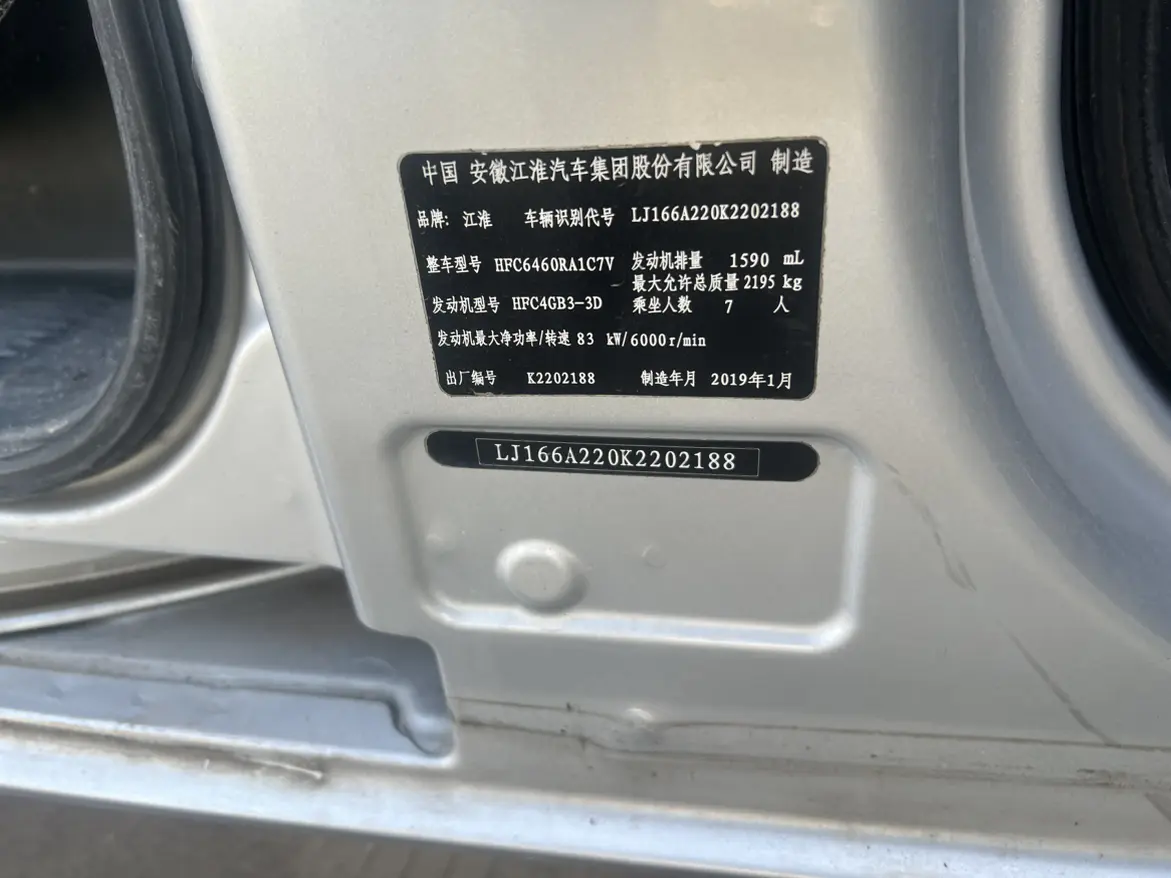 中国 安徽江淮汽车集团股份有限公司 制造
品牌: 江淮 车辆识别代号 LJ166A220K2202188
整车型号 HFC6460RA1C7V 发动机排量 1590 mL
最大允许总质量 2195 kg
发动机型号 HFC4GB3-3D 乘坐人数 7 人
发动机最大净功率/转速 83 kW/6000r/min
出厂编号 K2202188 制造年月 2019年1月
LJ166A220K2202188